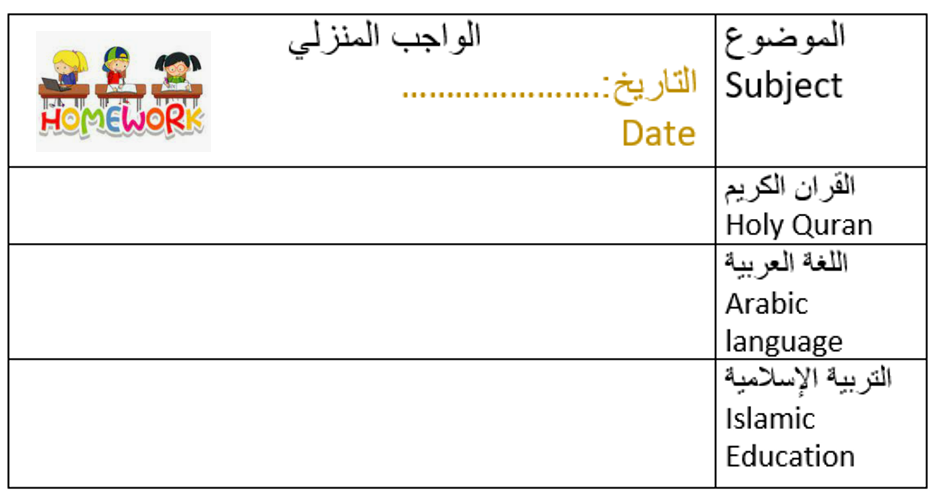 الموضوع
Subject
الواجب المنزلي
التاريخ:......................
Date
HOMEWORK
القران الكريم
Holy Quran
اللغة العربية
Arabic
language
التربية الإسلامية
Islamic
Education